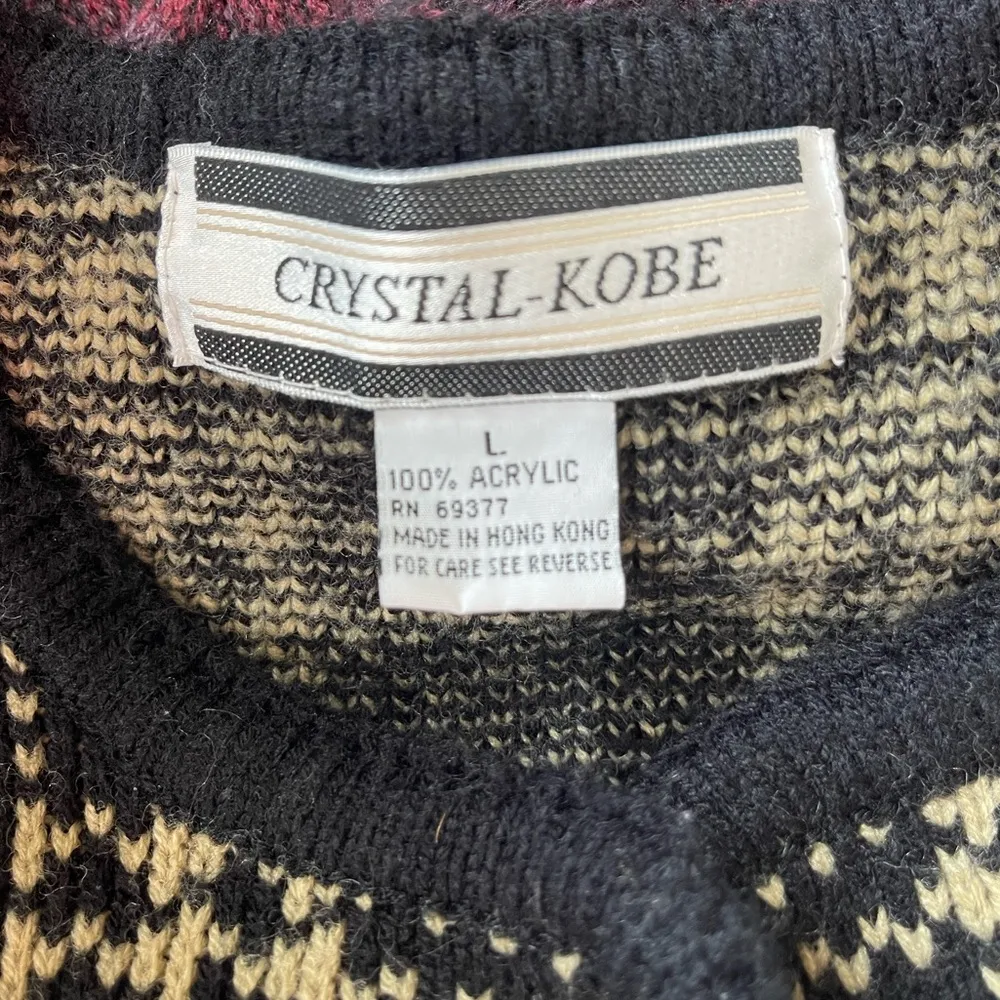 CRYSTAL-KOBE
L
100% ACRYLIC
RN 69377
MADE IN HONG KONG
FOR CARE SEE REVERSE